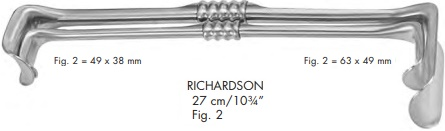 Fig. 2 = 49 x 38 mm
Fig. 2 = 63 x 49 mm
RICHARDSON
27 cm/10¾"
Fig. 2